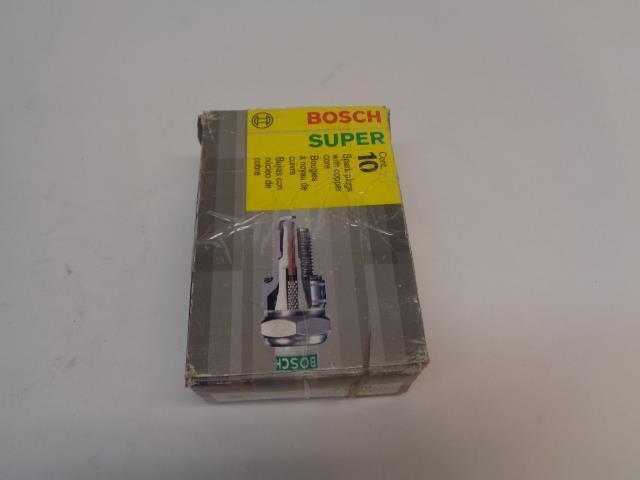 BOSCH
SUPER
Cont.
10
Spark plugs
with copper
core
Bougies
à noyau de
cuivre
Bujías con
núcleo de
cobre
BOSCH